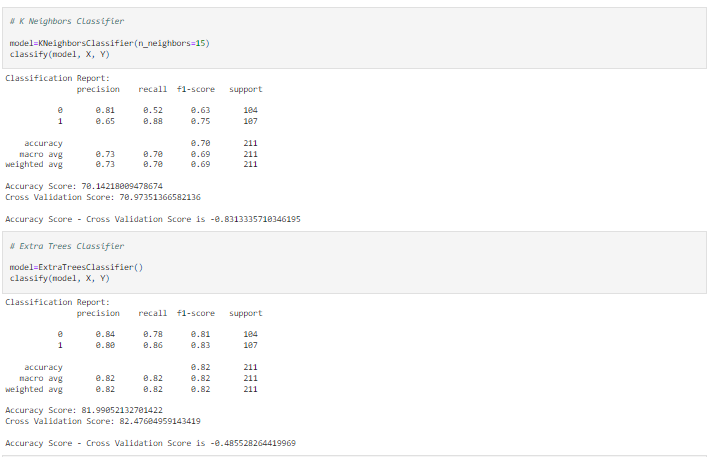 # K Neighbors Classifier
model=KNeighborsClassifier(n_neighbors=15)
classify(model, X, Y)
Classification Report:
precision recall f1-score support
0 0.81 0.52 0.63 104
1 0.65 0.88 0.75 107
accuracy 0.70 211
macro avg 0.73 0.70 0.69 211
weighted avg 0.73 0.70 0.69 211
Accuracy Score: 70.14218009478674
Cross Validation Score: 70.97351366582136
Accuracy Score - Cross Validation Score is -0.8313335710346195
# Extra Trees Classifier
model=ExtraTreesClassifier()
classify(model, X, Y)
Classification Report:
precision recall f1-score support
0 0.84 0.78 0.81 104
1 0.80 0.86 0.83 107
accuracy 0.82 211
macro avg 0.82 0.82 0.82 211
weighted avg 0.82 0.82 0.82 211
Accuracy Score: 81.99052132701422
Cross Validation Score: 82.47604959143419
Accuracy Score - Cross Validation Score is -0.485528264419969